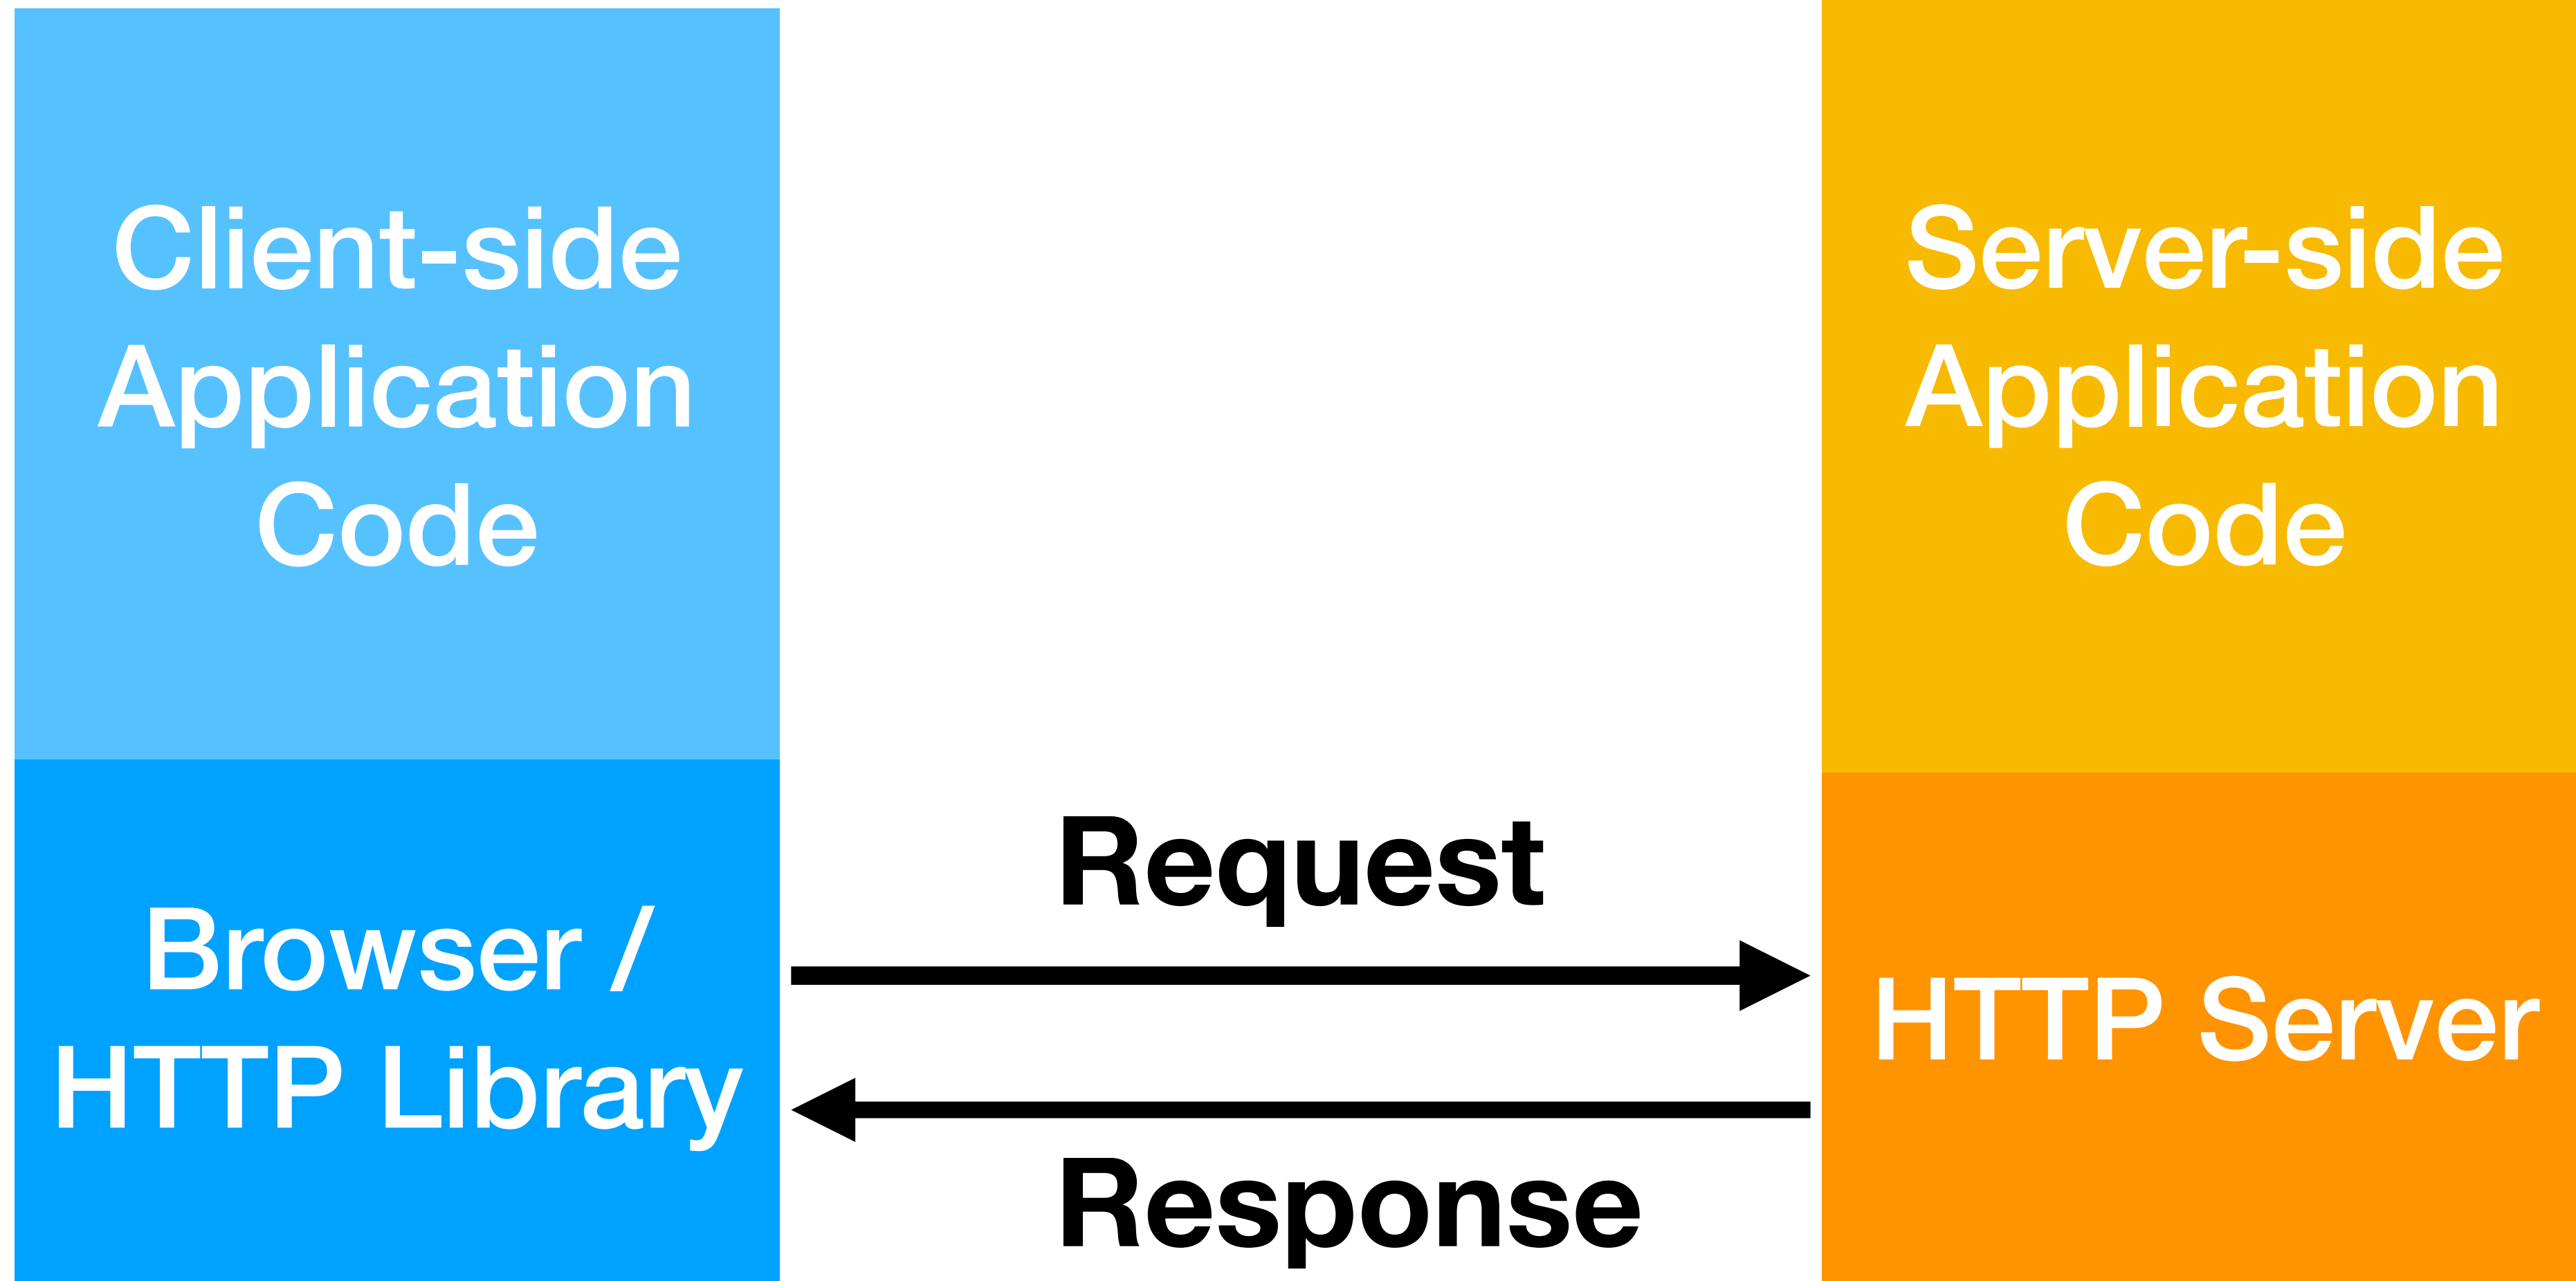 Client-side
Application
Code
Browser /
HTTP Library
Request
Response
Server-side
Application
Code
HTTP Server